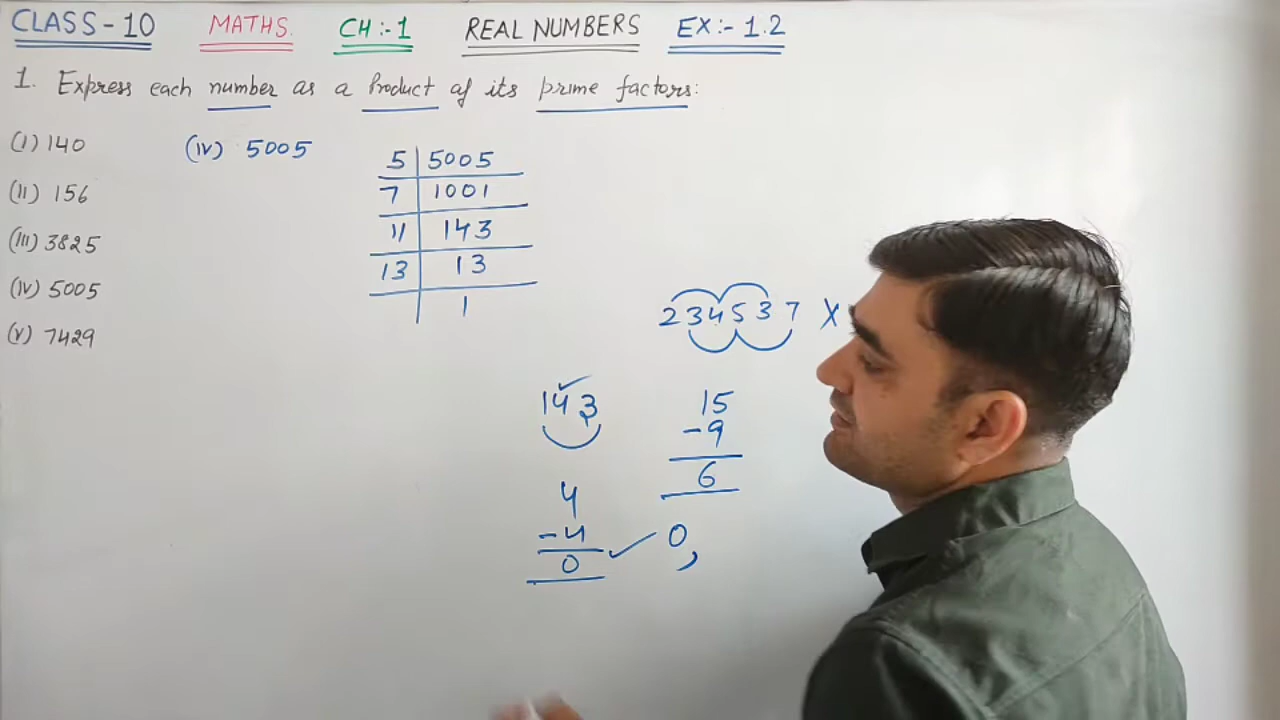 CLASS-10 MATHS. CH:-1 REAL NUMBERS EX:- 1.2
1. Express each number as a Product of its prime factors:
(I) 140
(II) 156
(III) 3825
(IV) 5005
(V) 7429
(IV) 5005
5 | 5005
7 | 1001
11 | 143
13 | 13
| 1
234537 X
143
4
-4
0 ✓
15
-9
6
0,